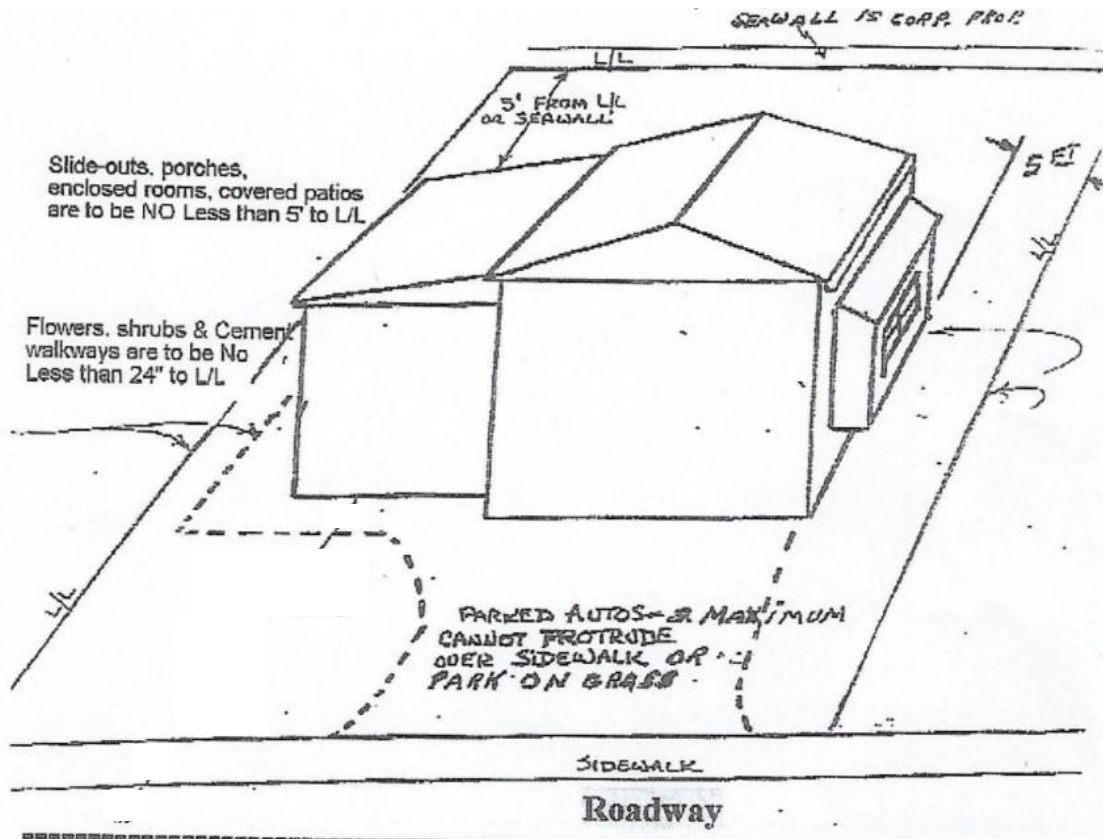 SEAWALL IS CORP. PROP.
L/L
5' FROM L/L
OR SEAWALL
Slide-outs, porches,
enclosed rooms, covered patios
are to be NO Less than 5' to L/L
5 FT
L/L
Flowers, shrubs & Cement
walkways are to be No
Less than 24" to L/L
L/L
PARKED AUTOS-2 MAXIMUM
CANNOT PROTRUDE
OVER SIDEWALK OR
PARK ON GRASS
SIDEWALK
Roadway